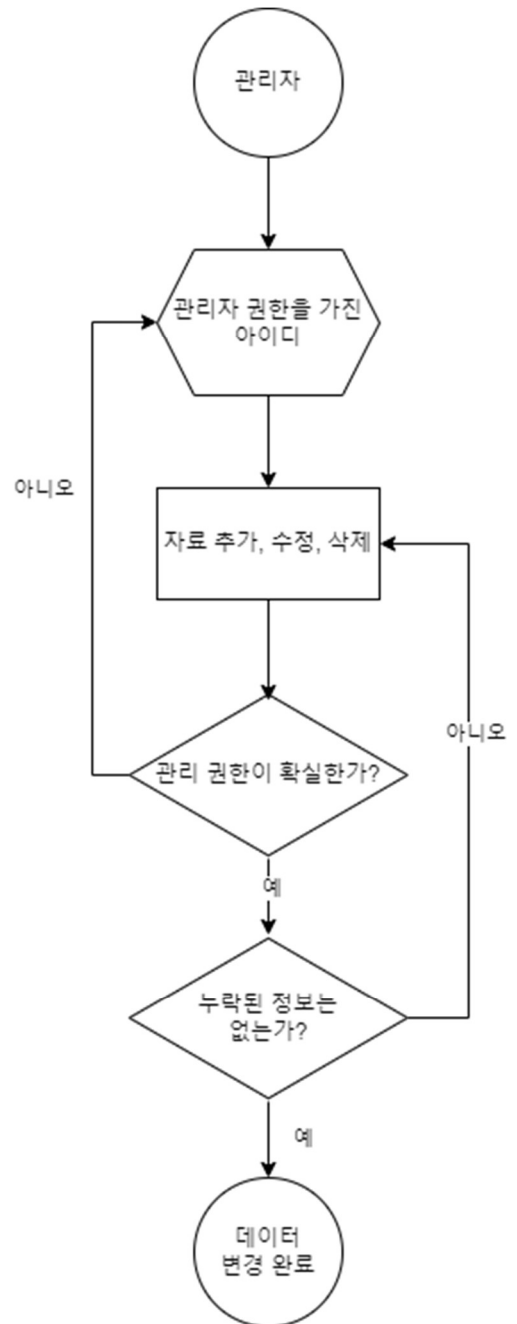 관리자
관리자 권한을 가진
아이디
아니오
자료 추가, 수정, 삭제
아니오
관리 권한이 확실한가?
예
누락된 정보는
없는가?
예
데이터
변경 완료